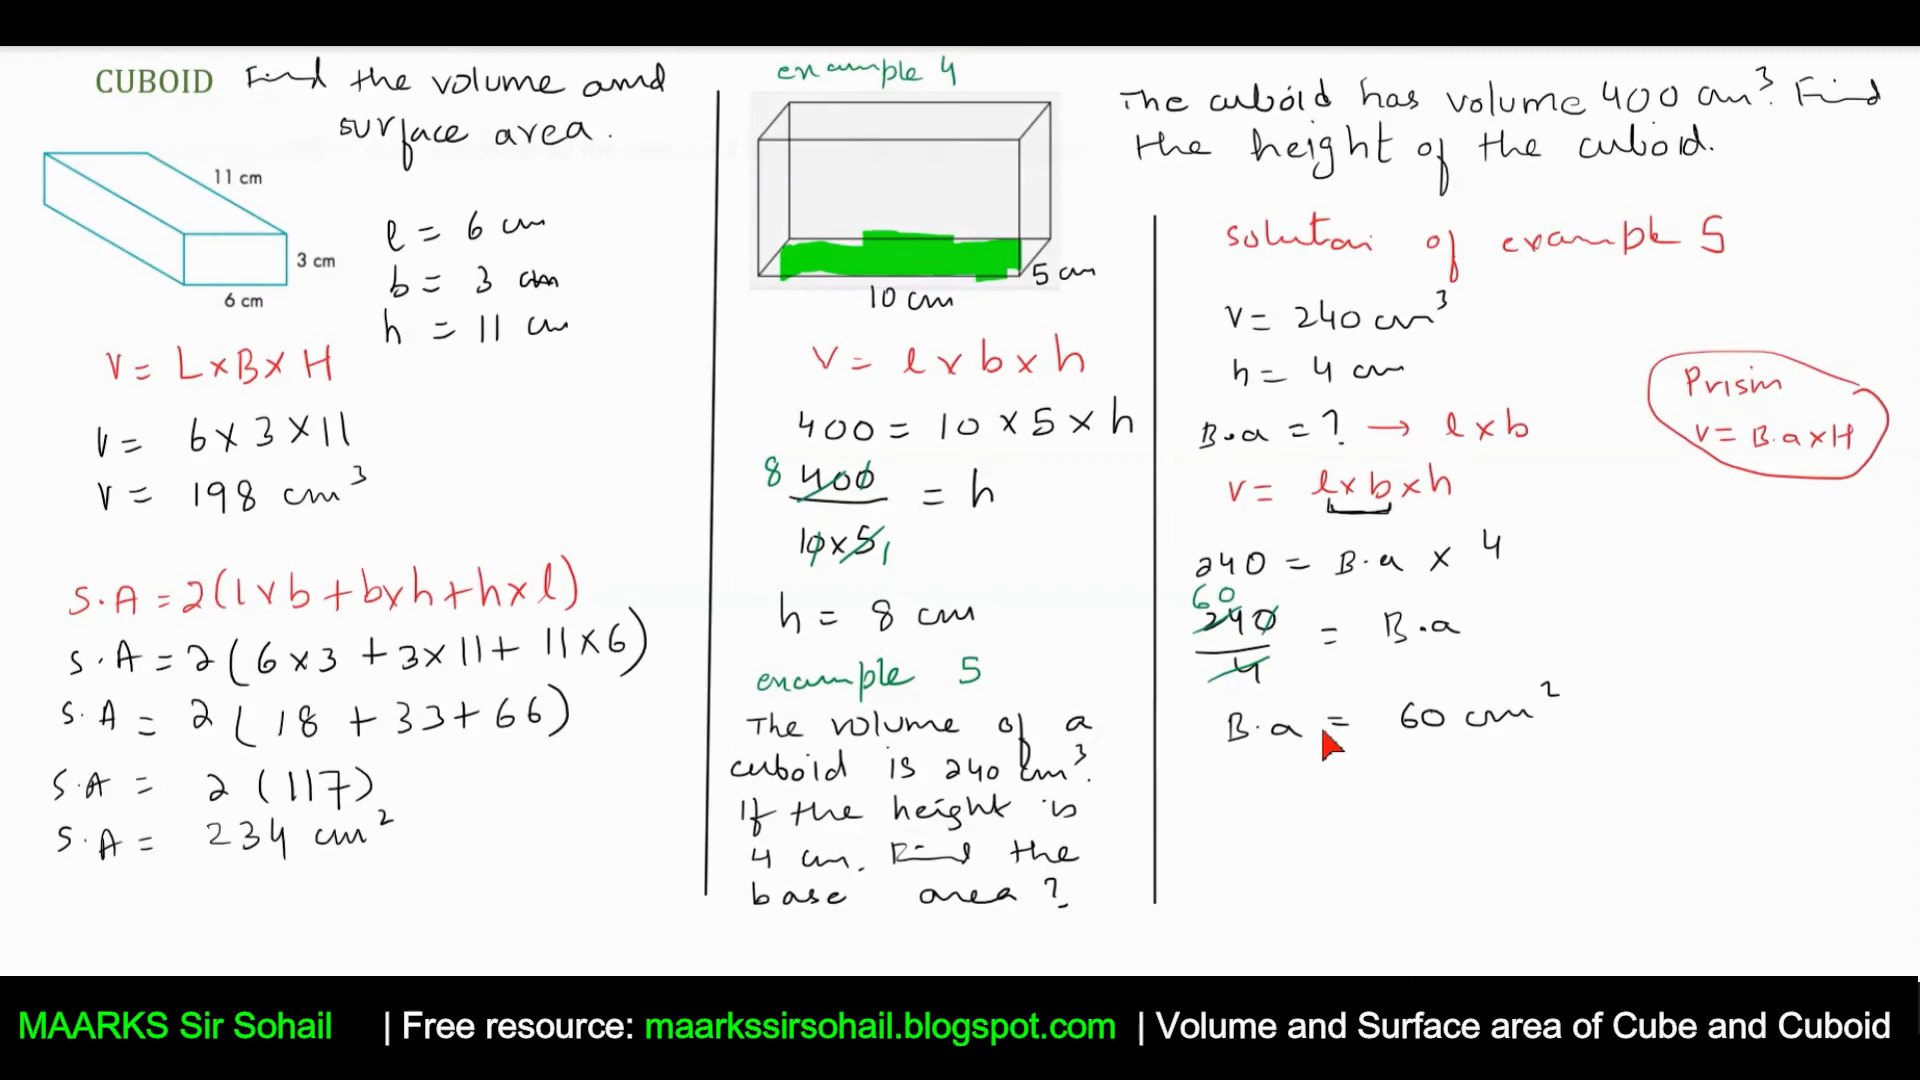 CUBOID Find the volume and
surface area.
11 cm
3 cm
6 cm
l = 6 cm
b = 3 cm
h = 11 cm
V = L×B×H
V = 6×3×11
V = 198 cm³
S.A = 2(l×b+b×h+h×l)
S.A = 2(6×3+3×11+11×6)
S.A = 2(18+33+66)
S.A = 2(117)
S.A = 234 cm²
example 4
5 cm
10 cm
The cuboid has volume 400 cm³. Find
the height of the cuboid.
V = l×b×h
400 = 10×5×h
8 400 = h
10×5 1
h = 8 cm
example 5
The volume of a
cuboid is 240 cm³.
If the height is
4 cm. Find the
base area?
solution of example 5
V = 240 cm³
h = 4 cm
B.a = ? → l×b
V = l×b×h
240 = B.a × 4
60
240 = B.a
4
B.a = 60 cm²
Prism
V = B.a×H
MAARKS Sir Sohail | Free resource: maarkssirsohail.blogspot.com | Volume and Surface area of Cube and Cuboid